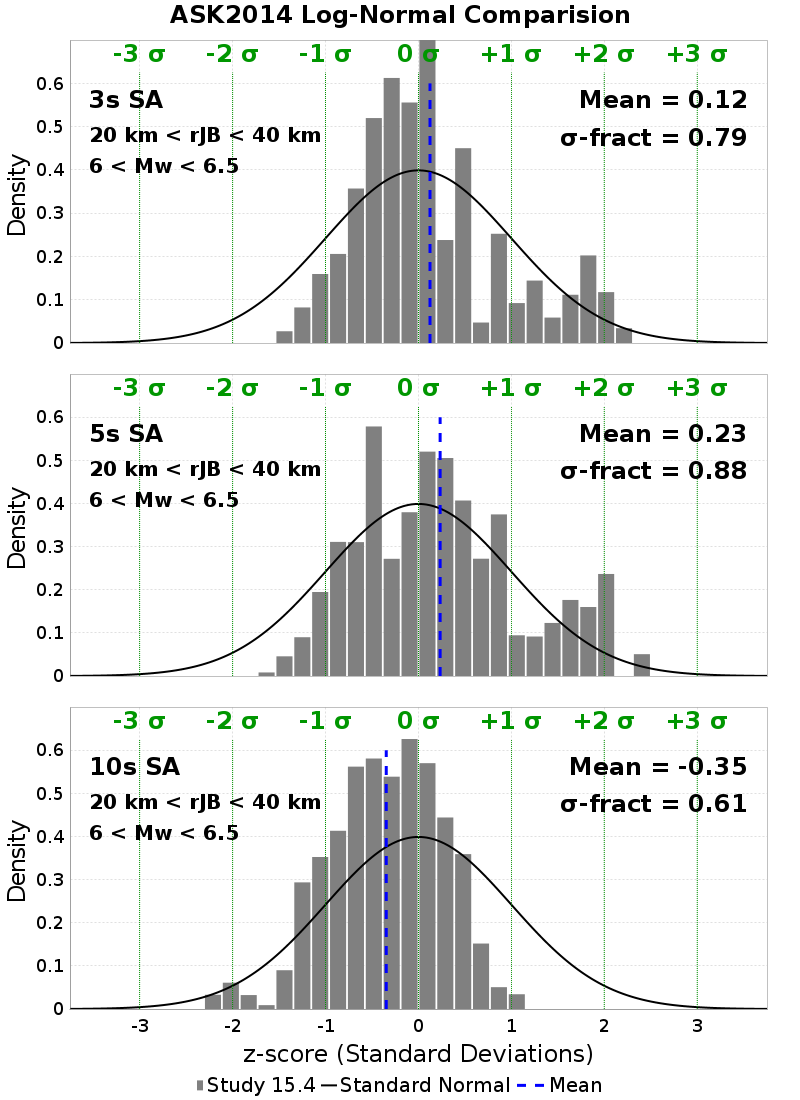 ASK2014 Log-Normal Comparision
-3 σ -2 σ -1 σ 0 σ +1 σ +2 σ +3 σ
3s SA
20 km < rJB < 40 km
6 < Mw < 6.5
Mean = 0.12
σ-fract = 0.79
Density
0.6
0.5
0.4
0.3
0.2
0.1
0
-3 σ -2 σ -1 σ 0 σ +1 σ +2 σ +3 σ
5s SA
20 km < rJB < 40 km
6 < Mw < 6.5
Mean = 0.23
σ-fract = 0.88
Density
0.6
0.5
0.4
0.3
0.2
0.1
0
-3 σ -2 σ -1 σ 0 σ +1 σ +2 σ +3 σ
10s SA
20 km < rJB < 40 km
6 < Mw < 6.5
Mean = -0.35
σ-fract = 0.61
Density
0.6
0.5
0.4
0.3
0.2
0.1
0
-3 -2 -1 0 1 2 3
z-score (Standard Deviations)
Study 15.4 Standard Normal Mean